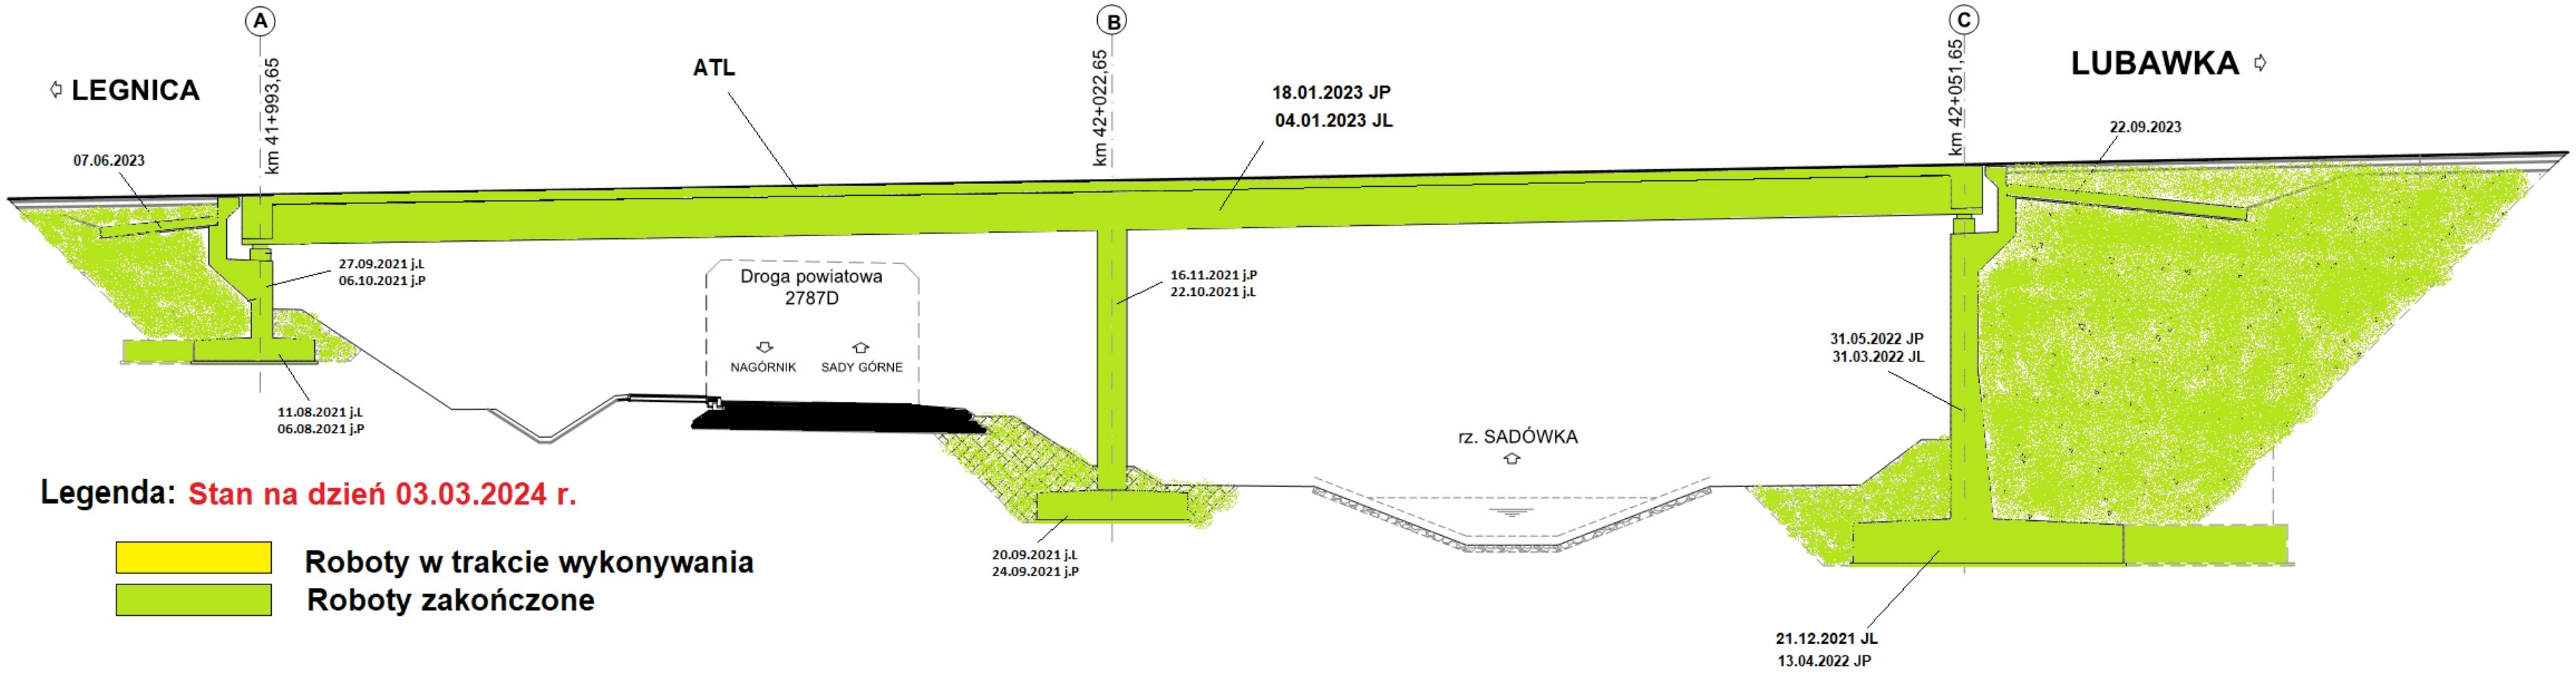 A
B
C
LEGNICA
km 41+993,65
ATL
km 42+022,65
18.01.2023 JP
04.01.2023 JL
km 42+051,65
LUBAWKA
07.06.2023
22.09.2023
27.09.2021 j.L
06.10.2021 j.P
Droga powiatowa
2787D
NAGÓRNIK
SADY GÓRNE
16.11.2021 j.P
22.10.2021 j.L
31.05.2022 JP
31.03.2022 JL
11.08.2021 j.L
06.08.2021 j.P
rz. SADÓWKA
Legenda: Stan na dzień 03.03.2024 r.
Roboty w trakcie wykonywania
Roboty zakończone
20.09.2021 j.L
24.09.2021 j.P
21.12.2021 JL
13.04.2022 JP